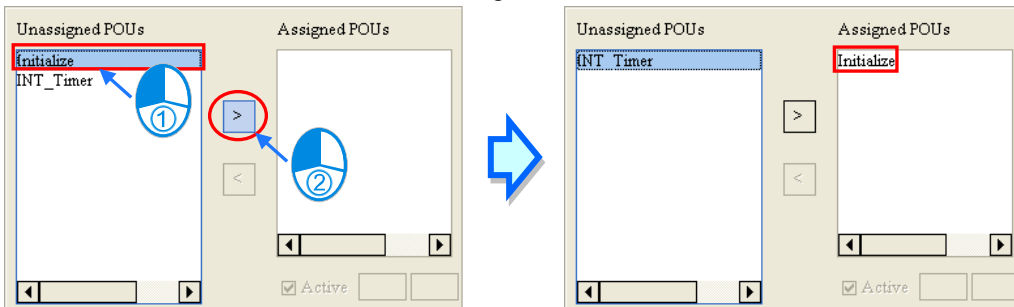 Unassigned POUs
Assigned POUs
Initialize
INT_Timer
①
>
②
<
Active
Unassigned POUs
Assigned POUs
INT_Timer
Initialize
>
<
Active